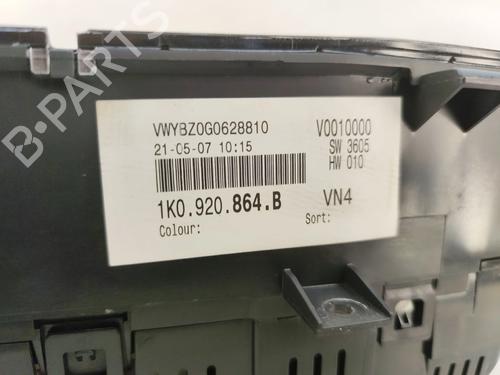 VWYBZ0G0628810 V0010000
21-05-07 10:15 SW 3605
HW 010
1K0.920.864.B VN4
Colour: Sort:
B-PARTS